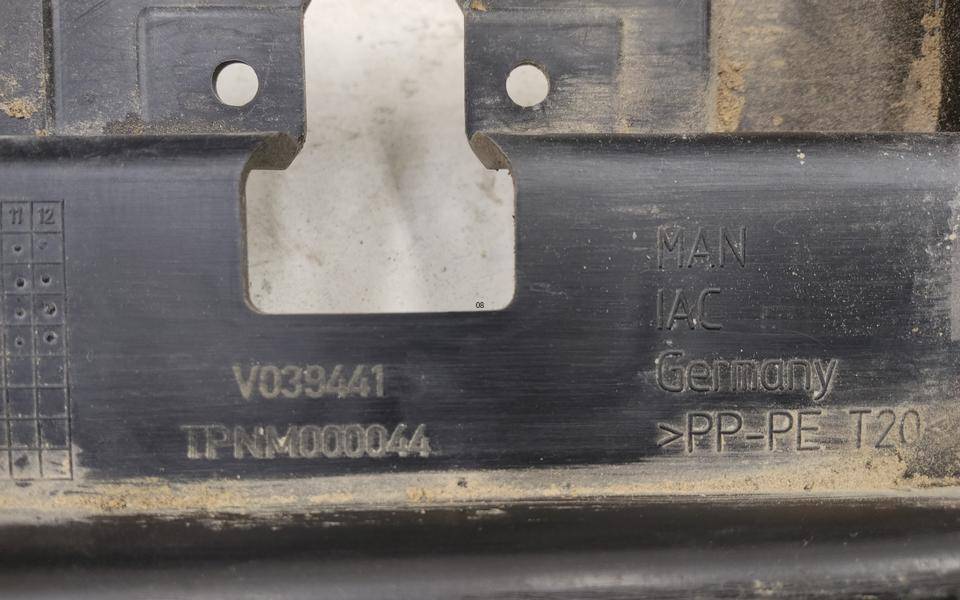 11 12
08
MAN
IAC
Germany
>PP-PE T20<
V039441
TPNM000044